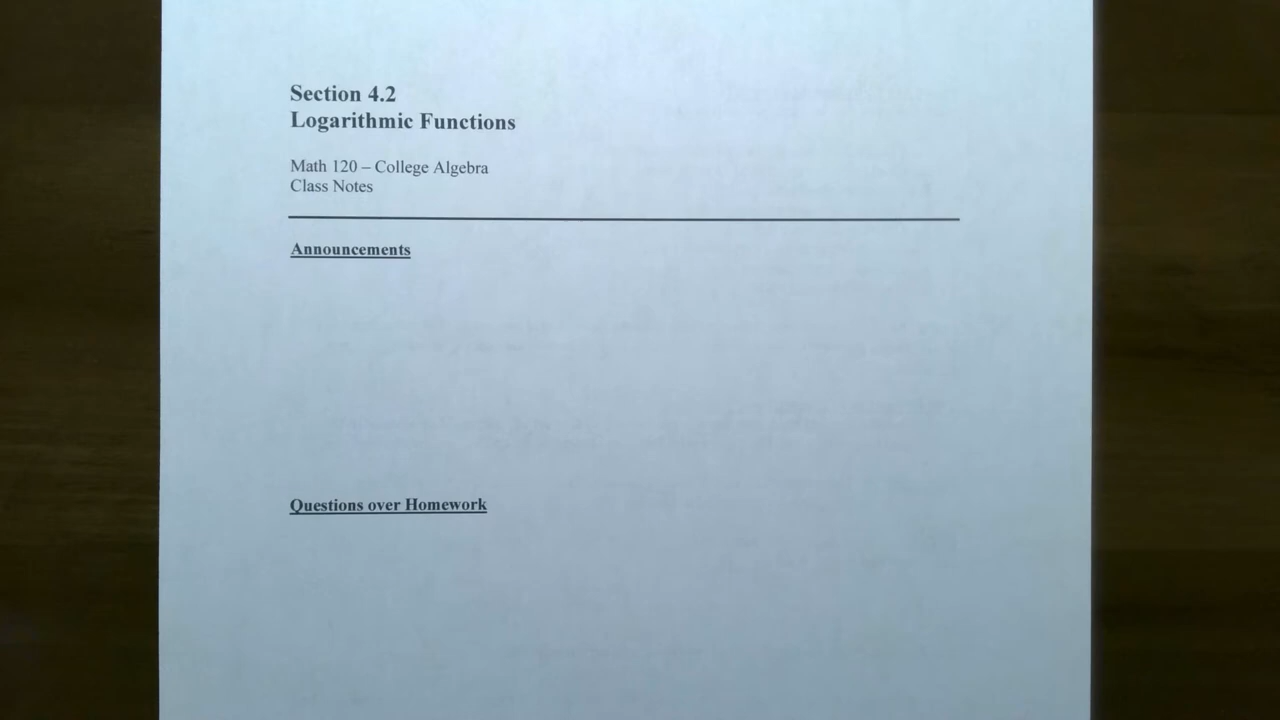 Section 4.2
Logarithmic Functions
Math 120 – College Algebra
Class Notes
Announcements
Questions over Homework